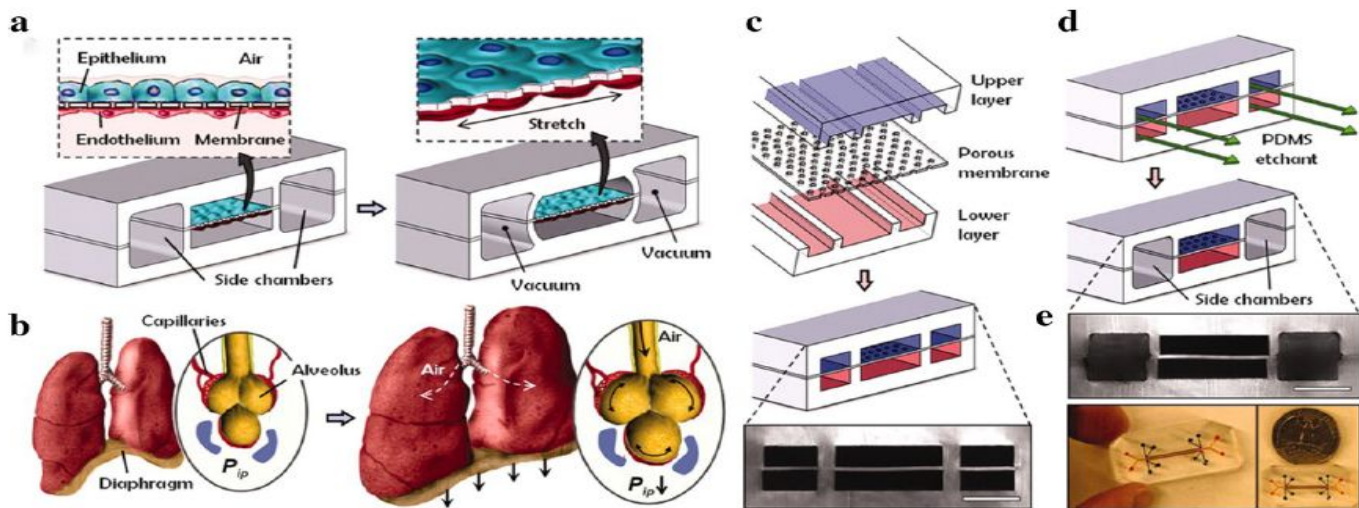 a
Epithelium
Air
Endothelium
Membrane
Side chambers
Stretch
Vacuum
Vacuum
b
Capillaries
Alveolus
Diaphragm
P ip
Air
Air
P ip ↓
c
Upper
layer
Porous
membrane
Lower
layer
d
PDMS
etchant
Side chambers
e